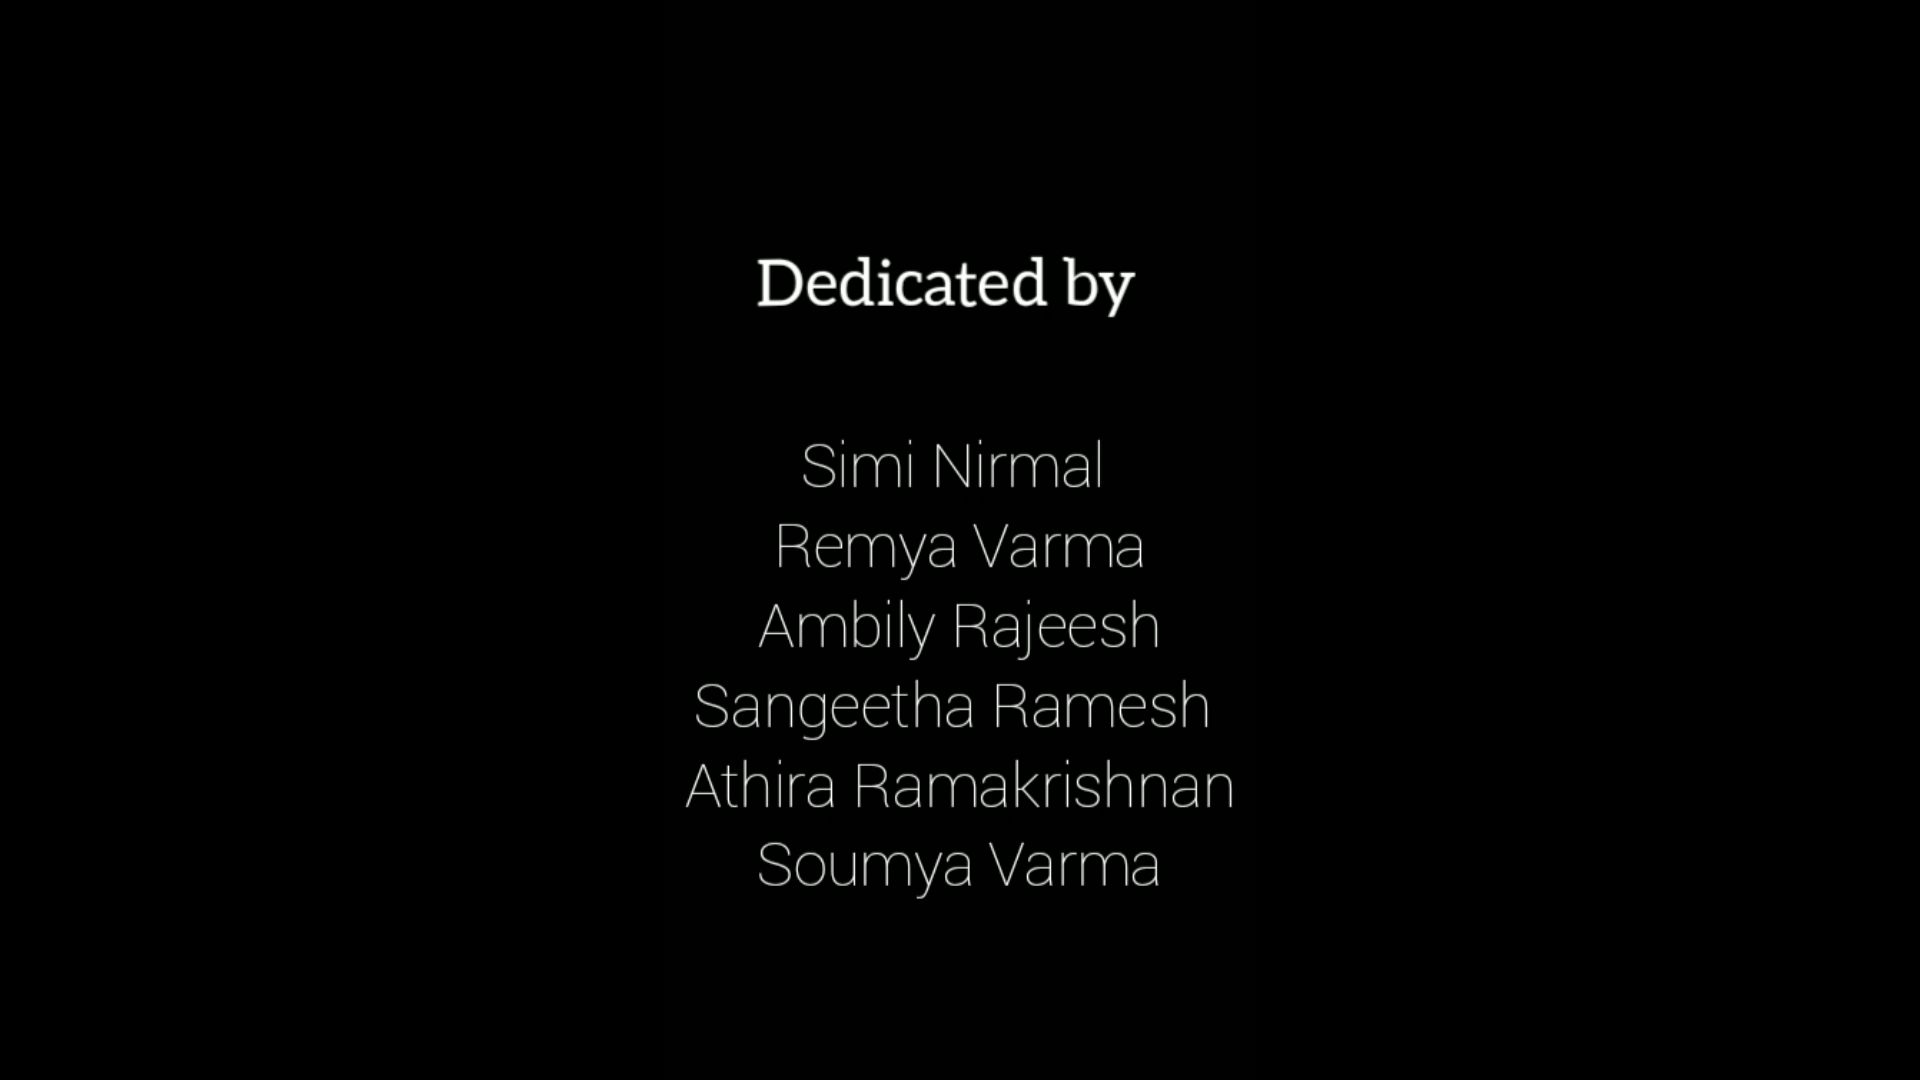 Dedicated by
Simi Nirmal
Remya Varma
Ambily Rajeesh
Sangeetha Ramesh
Athira Ramakrishnan
Soumya Varma